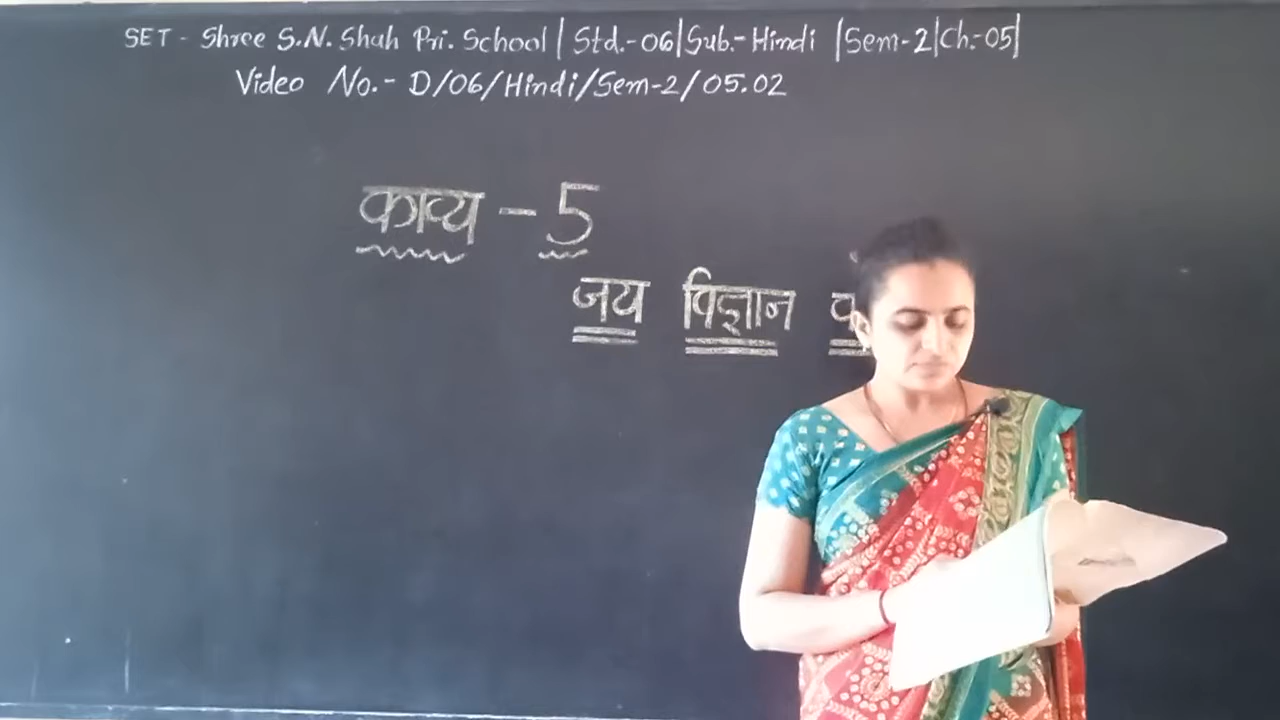 SET - Shree S.N. Shah Pri. School | Std.-06 | Sub.- Hindi | Sem-2 | Ch.-05 |
Video No.- D/06/Hindi/Sem-2/05.02
काव्य - 5
जय विज्ञान